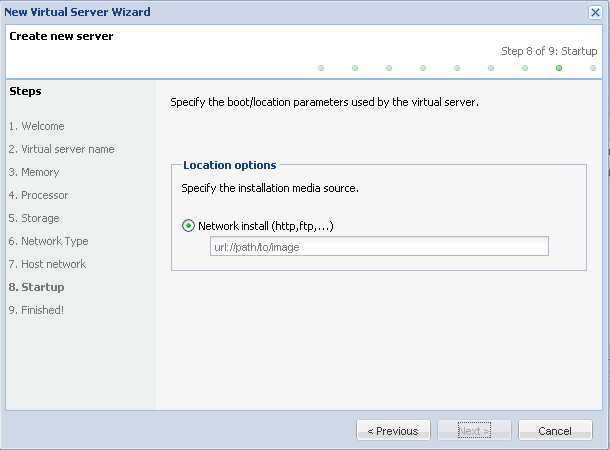 New Virtual Server Wizard
Create new server
Step 8 of 9: Startup
Steps
1. Welcome
2. Virtual server name
3. Memory
4. Processor
5. Storage
6. Network Type
7. Host network
8. Startup
9. Finished!
Specify the boot/location parameters used by the virtual server.
Location options
Specify the installation media source.
Network install (http,ftp,...)
url://path/to/image
< Previous
Next >
Cancel